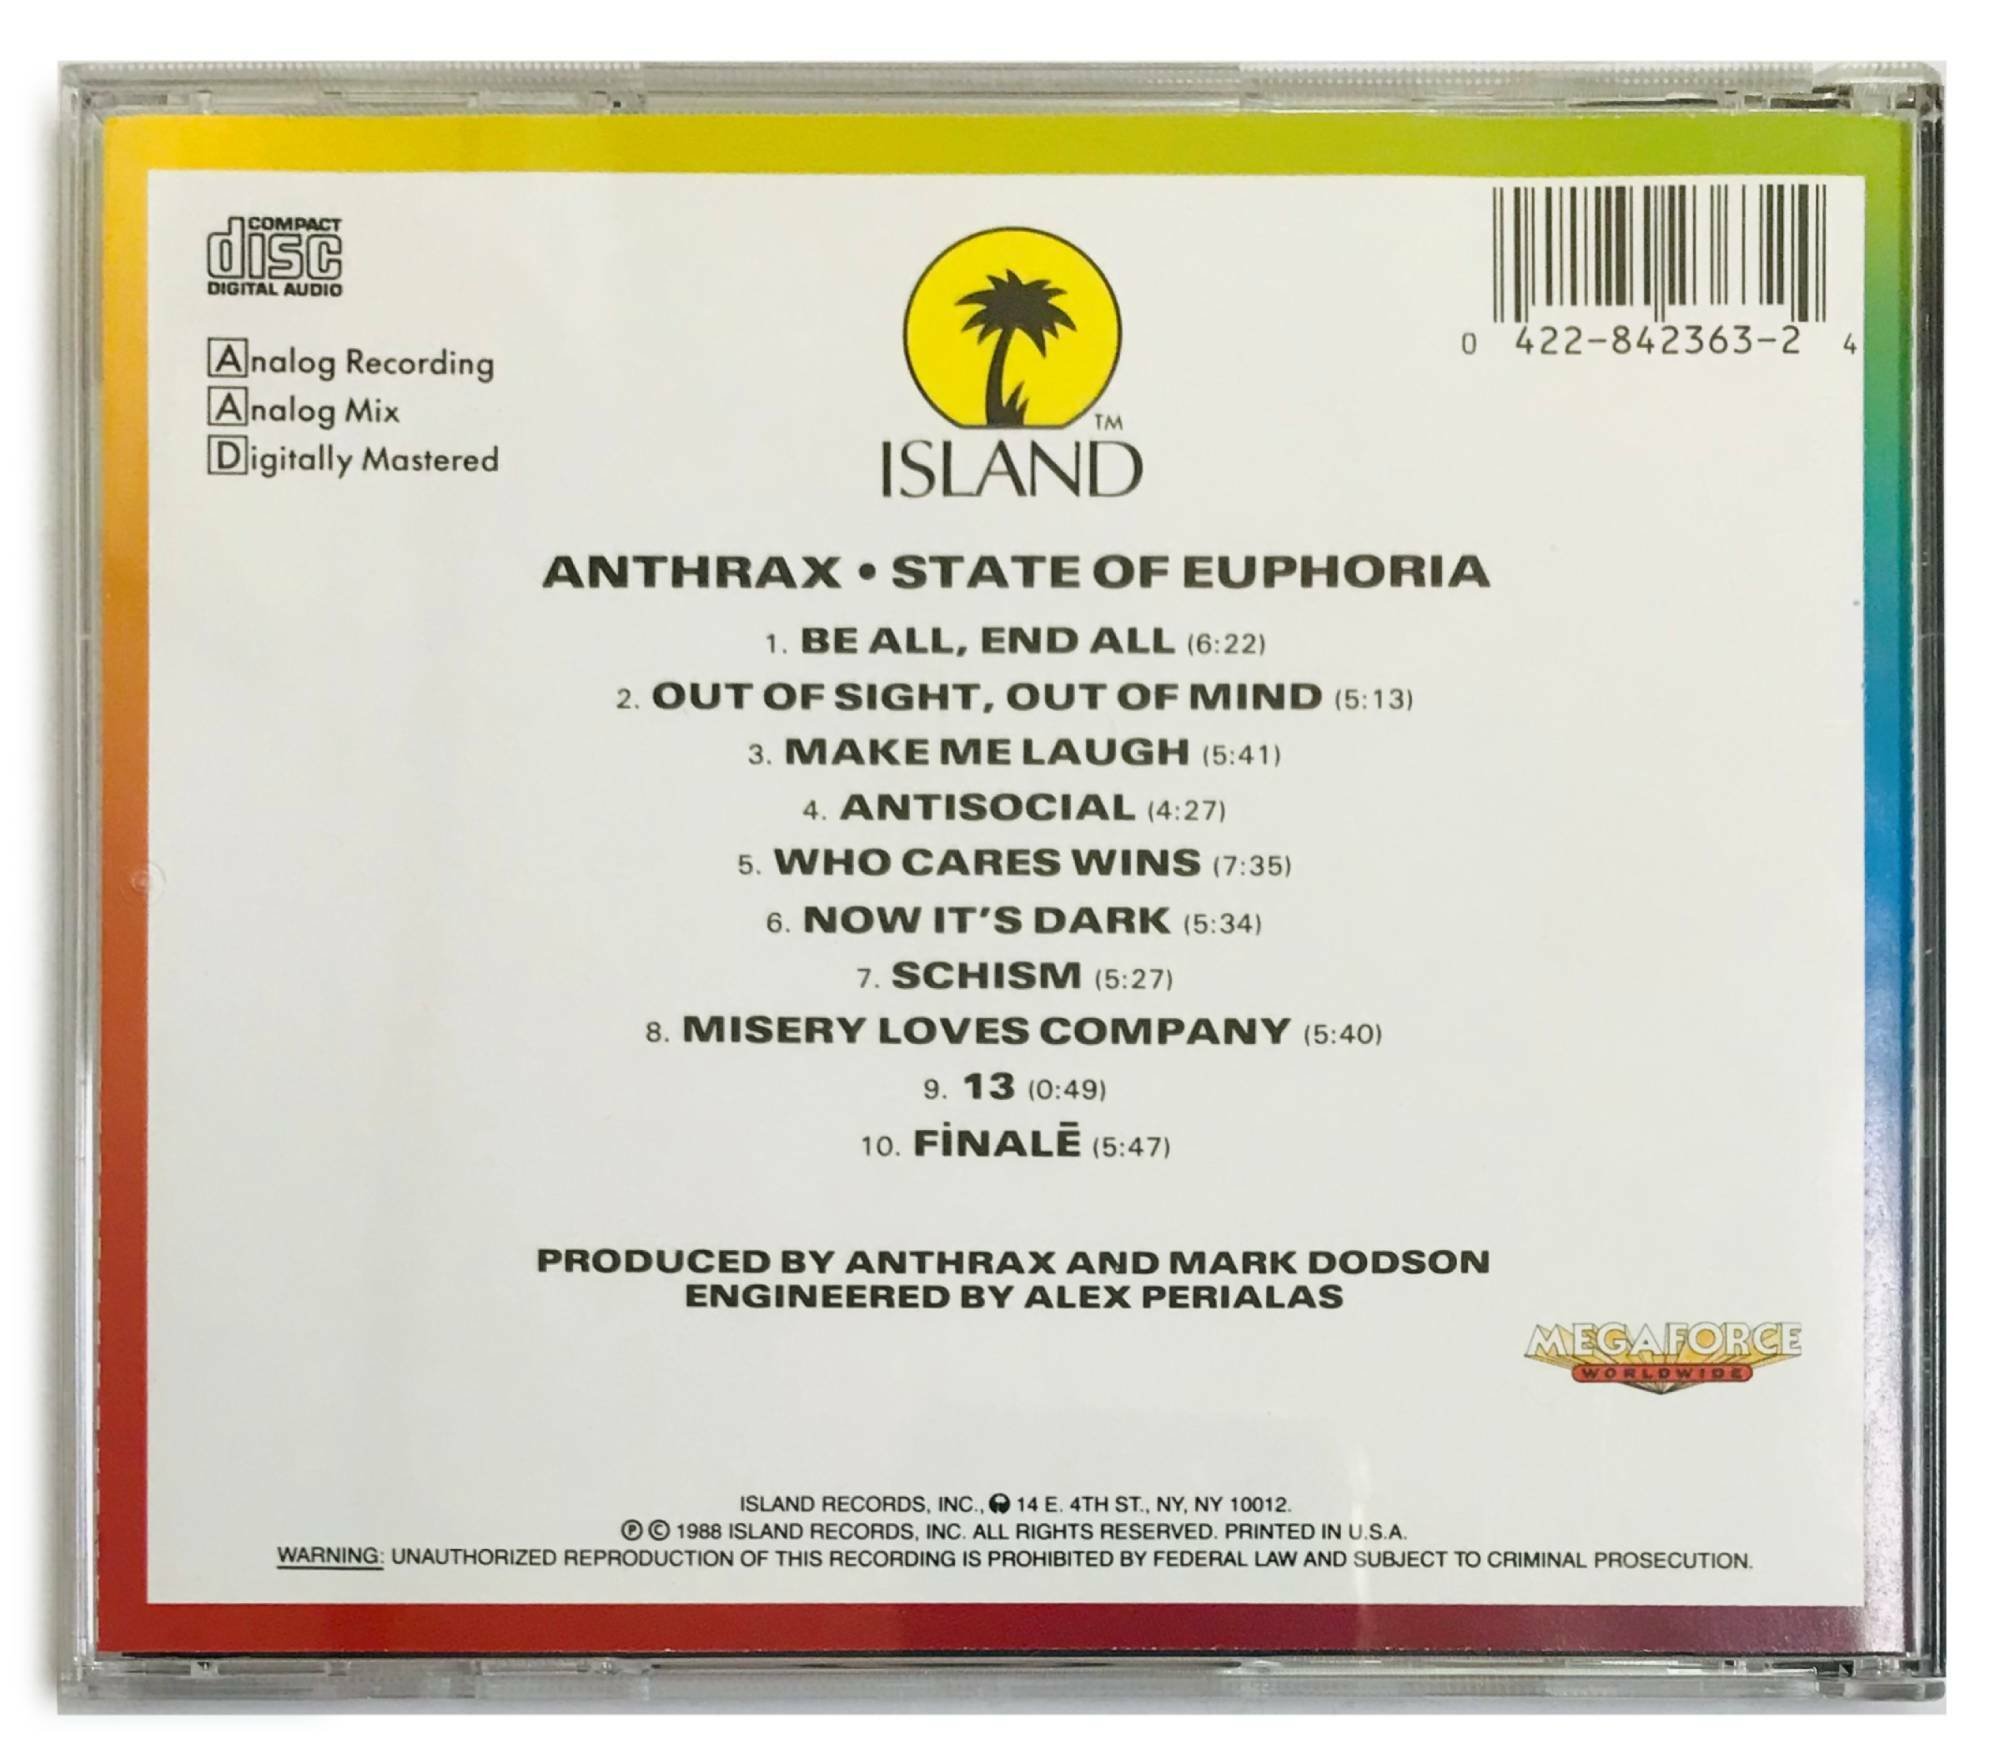 COMPACT
disc
DIGITAL AUDIO
Analog Recording
Analog Mix
Digitally Mastered
TM
ISLAND
0 422-842363-2 4
ANTHRAX • STATE OF EUPHORIA
1. BE ALL, END ALL (6:22)
2. OUT OF SIGHT, OUT OF MIND (5:13)
3. MAKE ME LAUGH (5:41)
4. ANTISOCIAL (4:27)
5. WHO CARES WINS (7:35)
6. NOW IT'S DARK (5:34)
7. SCHISM (5:27)
8. MISERY LOVES COMPANY (5:40)
9. 13 (0:49)
10. FİNALĒ (5:47)
PRODUCED BY ANTHRAX AND MARK DODSON
ENGINEERED BY ALEX PERIALAS
MEGAFORCE
WORLDWIDE
ISLAND RECORDS, INC., 14 E. 4TH ST., NY, NY 10012.
℗ © 1988 ISLAND RECORDS, INC. ALL RIGHTS RESERVED. PRINTED IN U.S.A.
WARNING: UNAUTHORIZED REPRODUCTION OF THIS RECORDING IS PROHIBITED BY FEDERAL LAW AND SUBJECT TO CRIMINAL PROSECUTION.